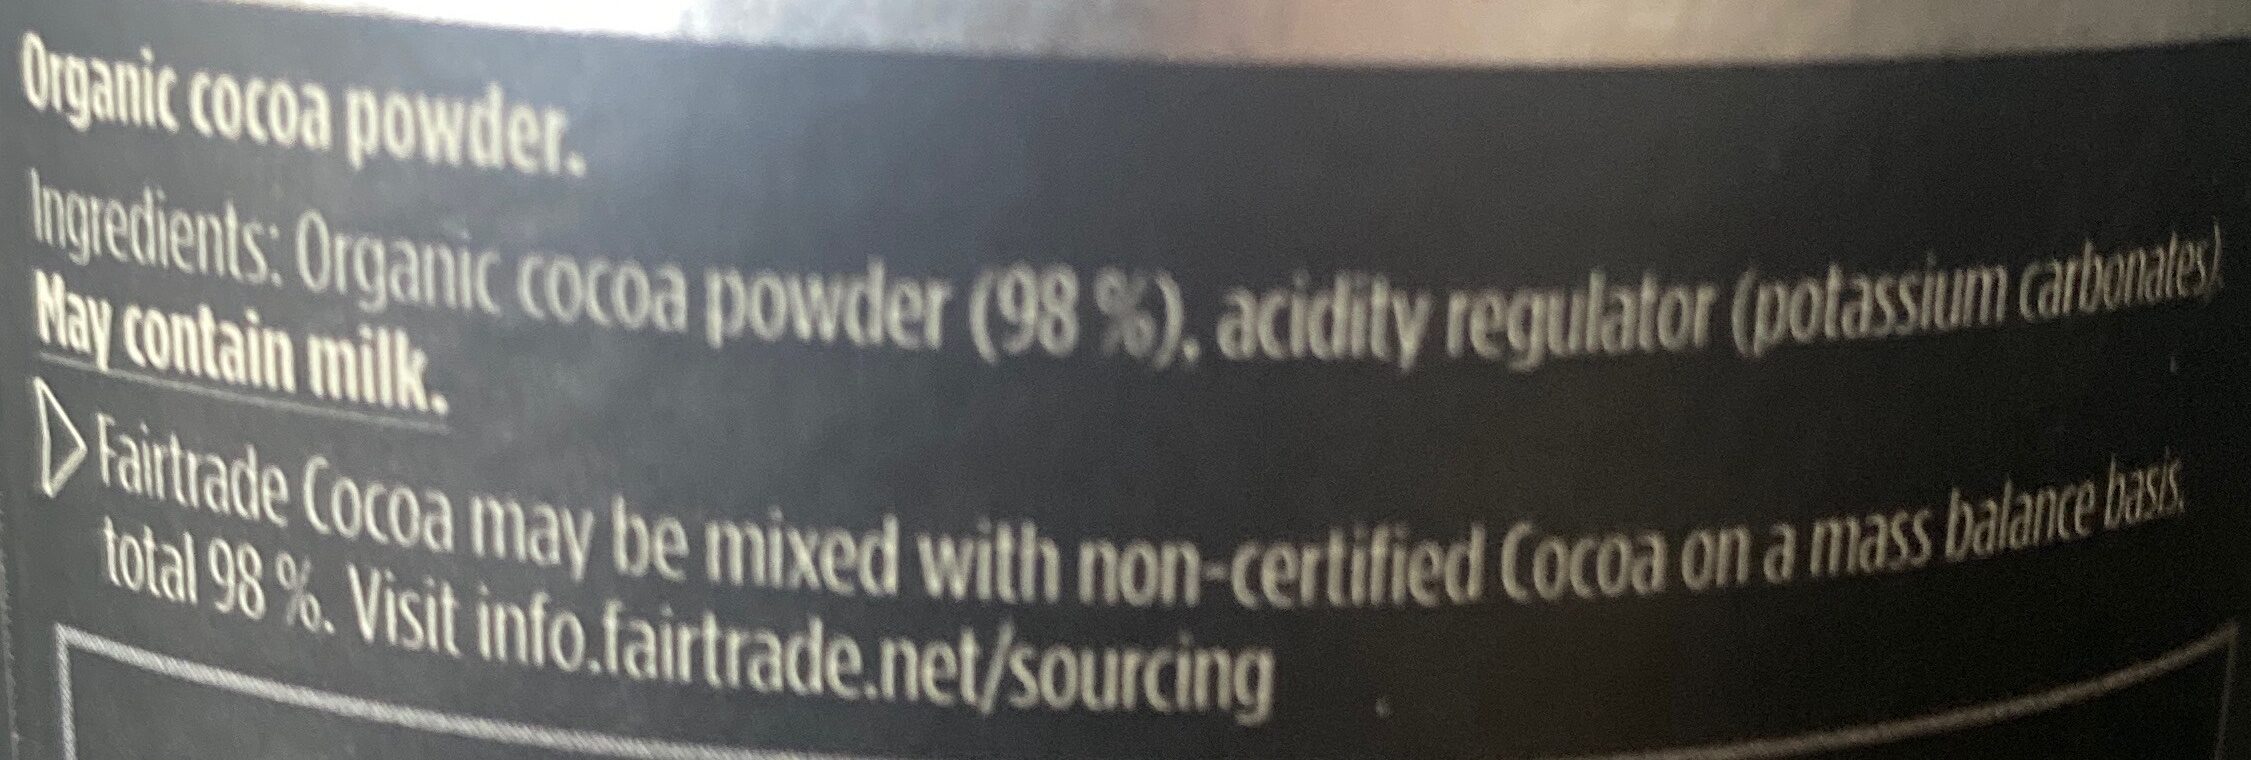 Organic cocoa powder.
Ingredients: Organic cocoa powder (98 %), acidity regulator (potassium carbonates).
May contain milk.
Fairtrade Cocoa may be mixed with non-certified Cocoa on a mass balance basis,
total 98 %. Visit info.fairtrade.net/sourcing